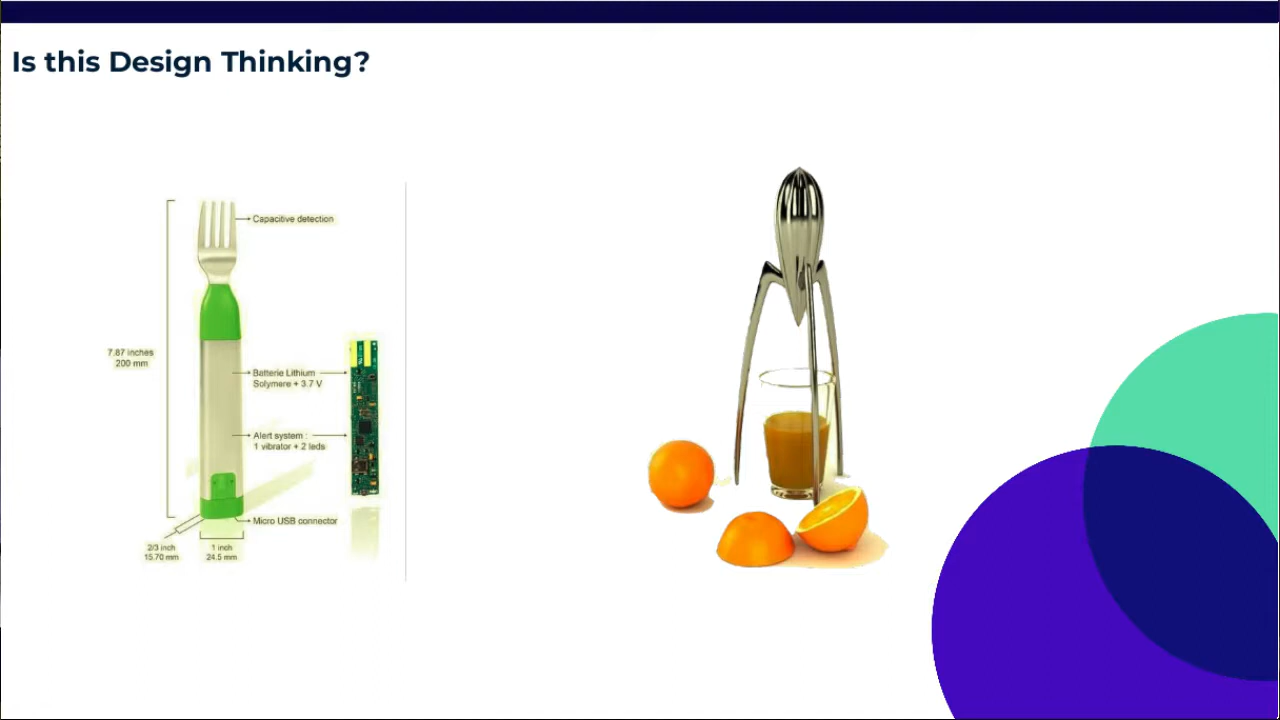 Is this Design Thinking?
Capacitive detection
7.87 inches
200 mm
Batterie Lithium
Solymere + 3.7 V
Alert system :
1 vibrator + 2 leds
Micro USB connector
2/3 inch
15.70 mm
1 inch
24.5 mm